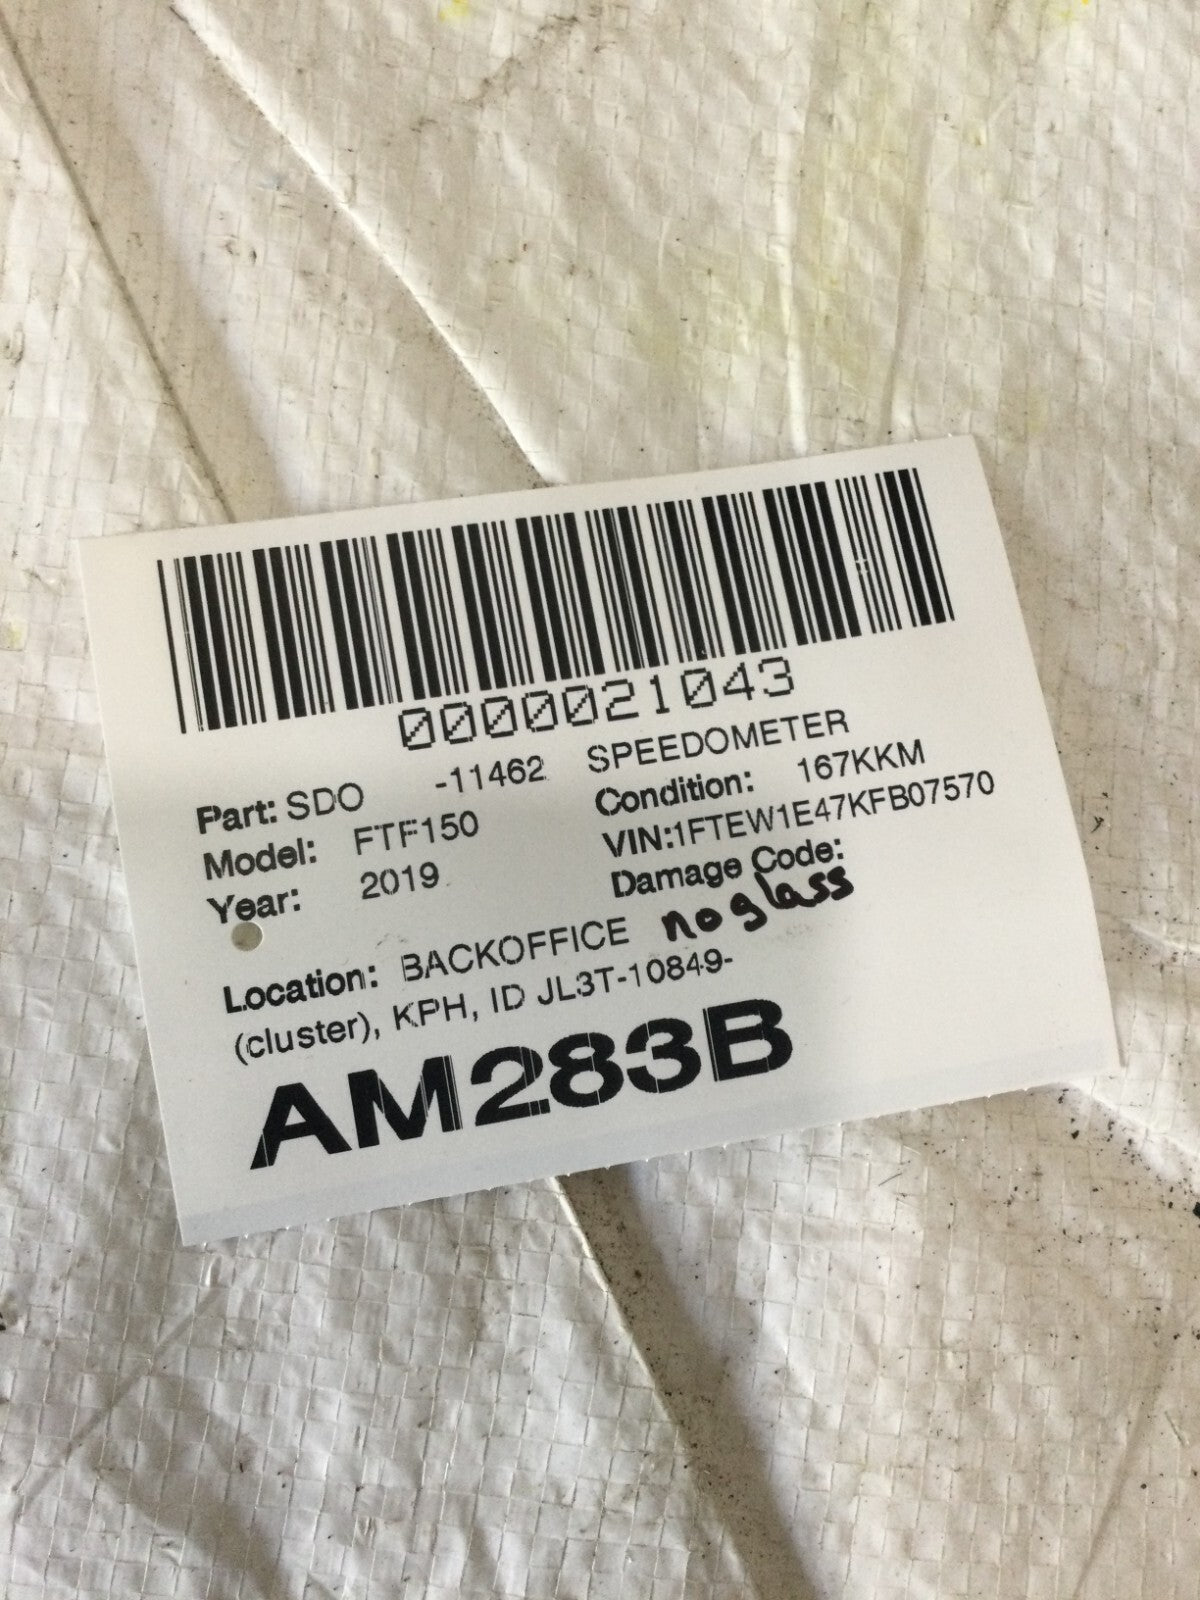 0000021043
Part: SDO -11462 SPEEDOMETER
Model: FTF150 Condition: 167KKM
Year: 2019 VIN:1FTEW1E47KFB07570
Damage Code:
Location: BACKOFFICE no glass
(cluster), KPH, ID JL3T-10849-
AM283B